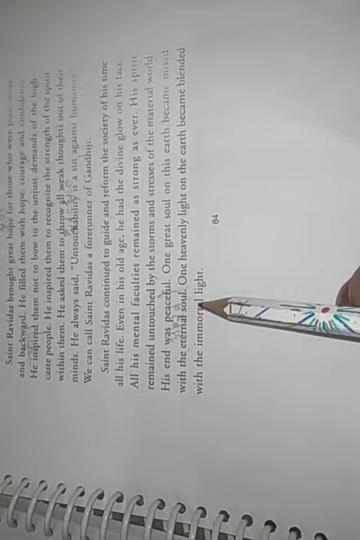 Saint Ravidas brought great hope for those who were
and backward. He filled them with hope, courage and confidence.
He inspired them not to bow to the unjust demands of the high
caste people. He inspired them to recognize the strength of the spirit
within them. He asked them to throw all weak thoughts out of their
minds. He always said, "Untouchability is a sin against humanity
We can call Saint Ravidas a forerunner of Gandhiji.
Saint Ravidas continued to guide and reform the society of his time
all his life. Even in his old age, he had the divine glow on his face.
All his mental faculties remained as strong as ever. His spirit
remained untouched by the storms and stresses of the material world
His end was peaceful. One great soul on this earth became mixed
with the eternal soul. One heavenly light on the earth became blended
with the immortal light.
84